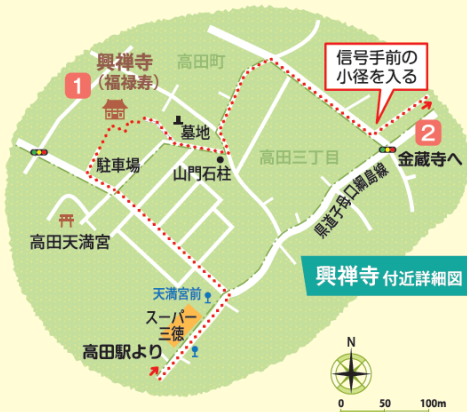 興禅寺
(福禄寿)
1
高田町
信号手前の
小径を入る
墓地
2
駐車場
山門石柱
高田三丁目
金蔵寺へ
県道子母口綱島線
高田天満宮
興禅寺 付近詳細図
天満宮前
スーパー
三徳
高田駅より
N
0 50 100m